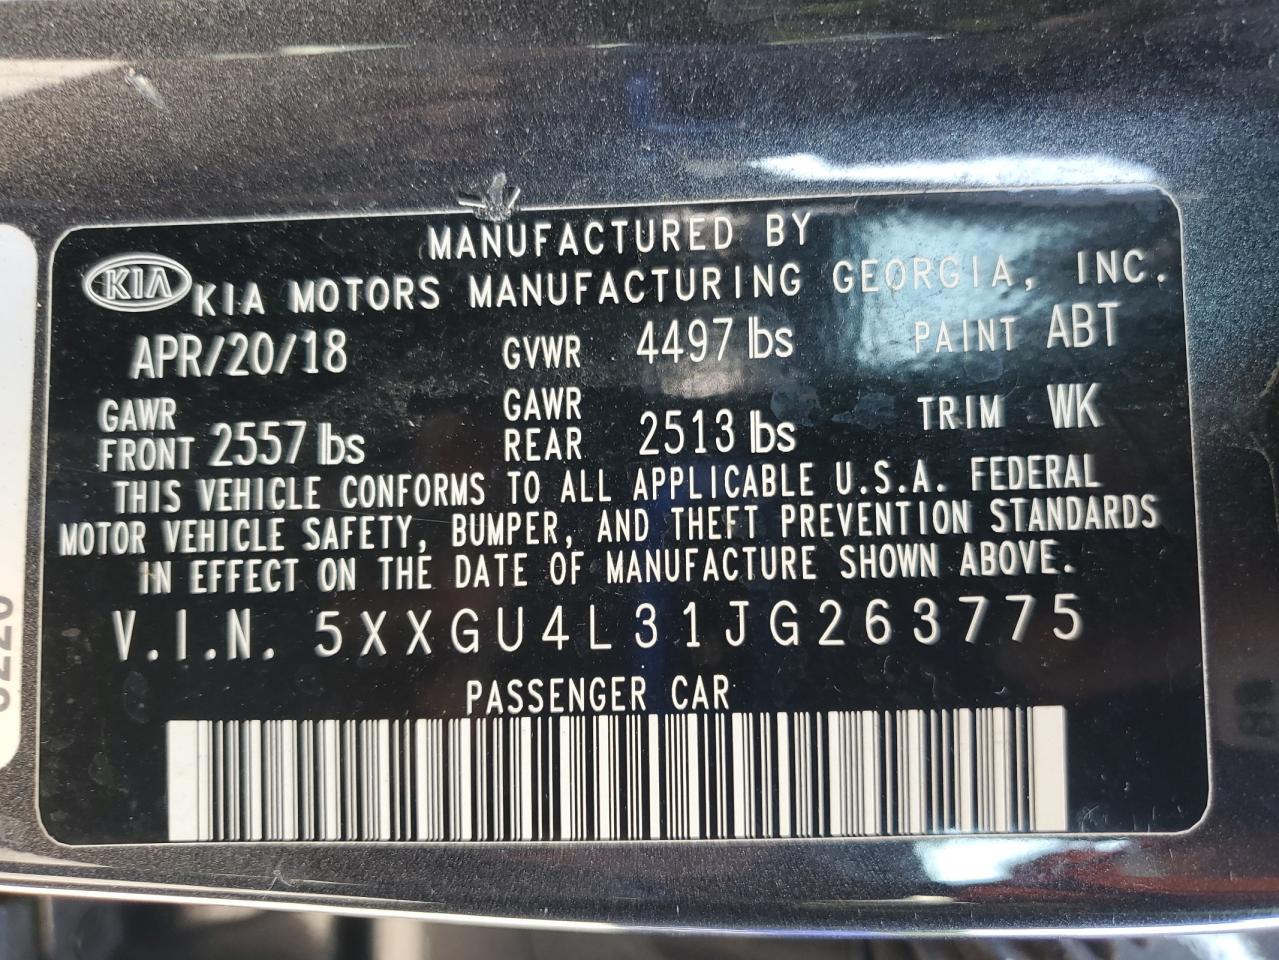 MANUFACTURED BY
KIA KIA MOTORS MANUFACTURING GEORGIA, INC.
APR/20/18 GVWR 4497 lbs PAINT ABT
GAWR FRONT 2557 lbs GAWR REAR 2513 lbs TRIM WK
THIS VEHICLE CONFORMS TO ALL APPLICABLE U.S.A. FEDERAL
MOTOR VEHICLE SAFETY, BUMPER, AND THEFT PREVENTION STANDARDS
IN EFFECT ON THE DATE OF MANUFACTURE SHOWN ABOVE.
V.I.N. 5XXGU4L31JG263775
PASSENGER CAR